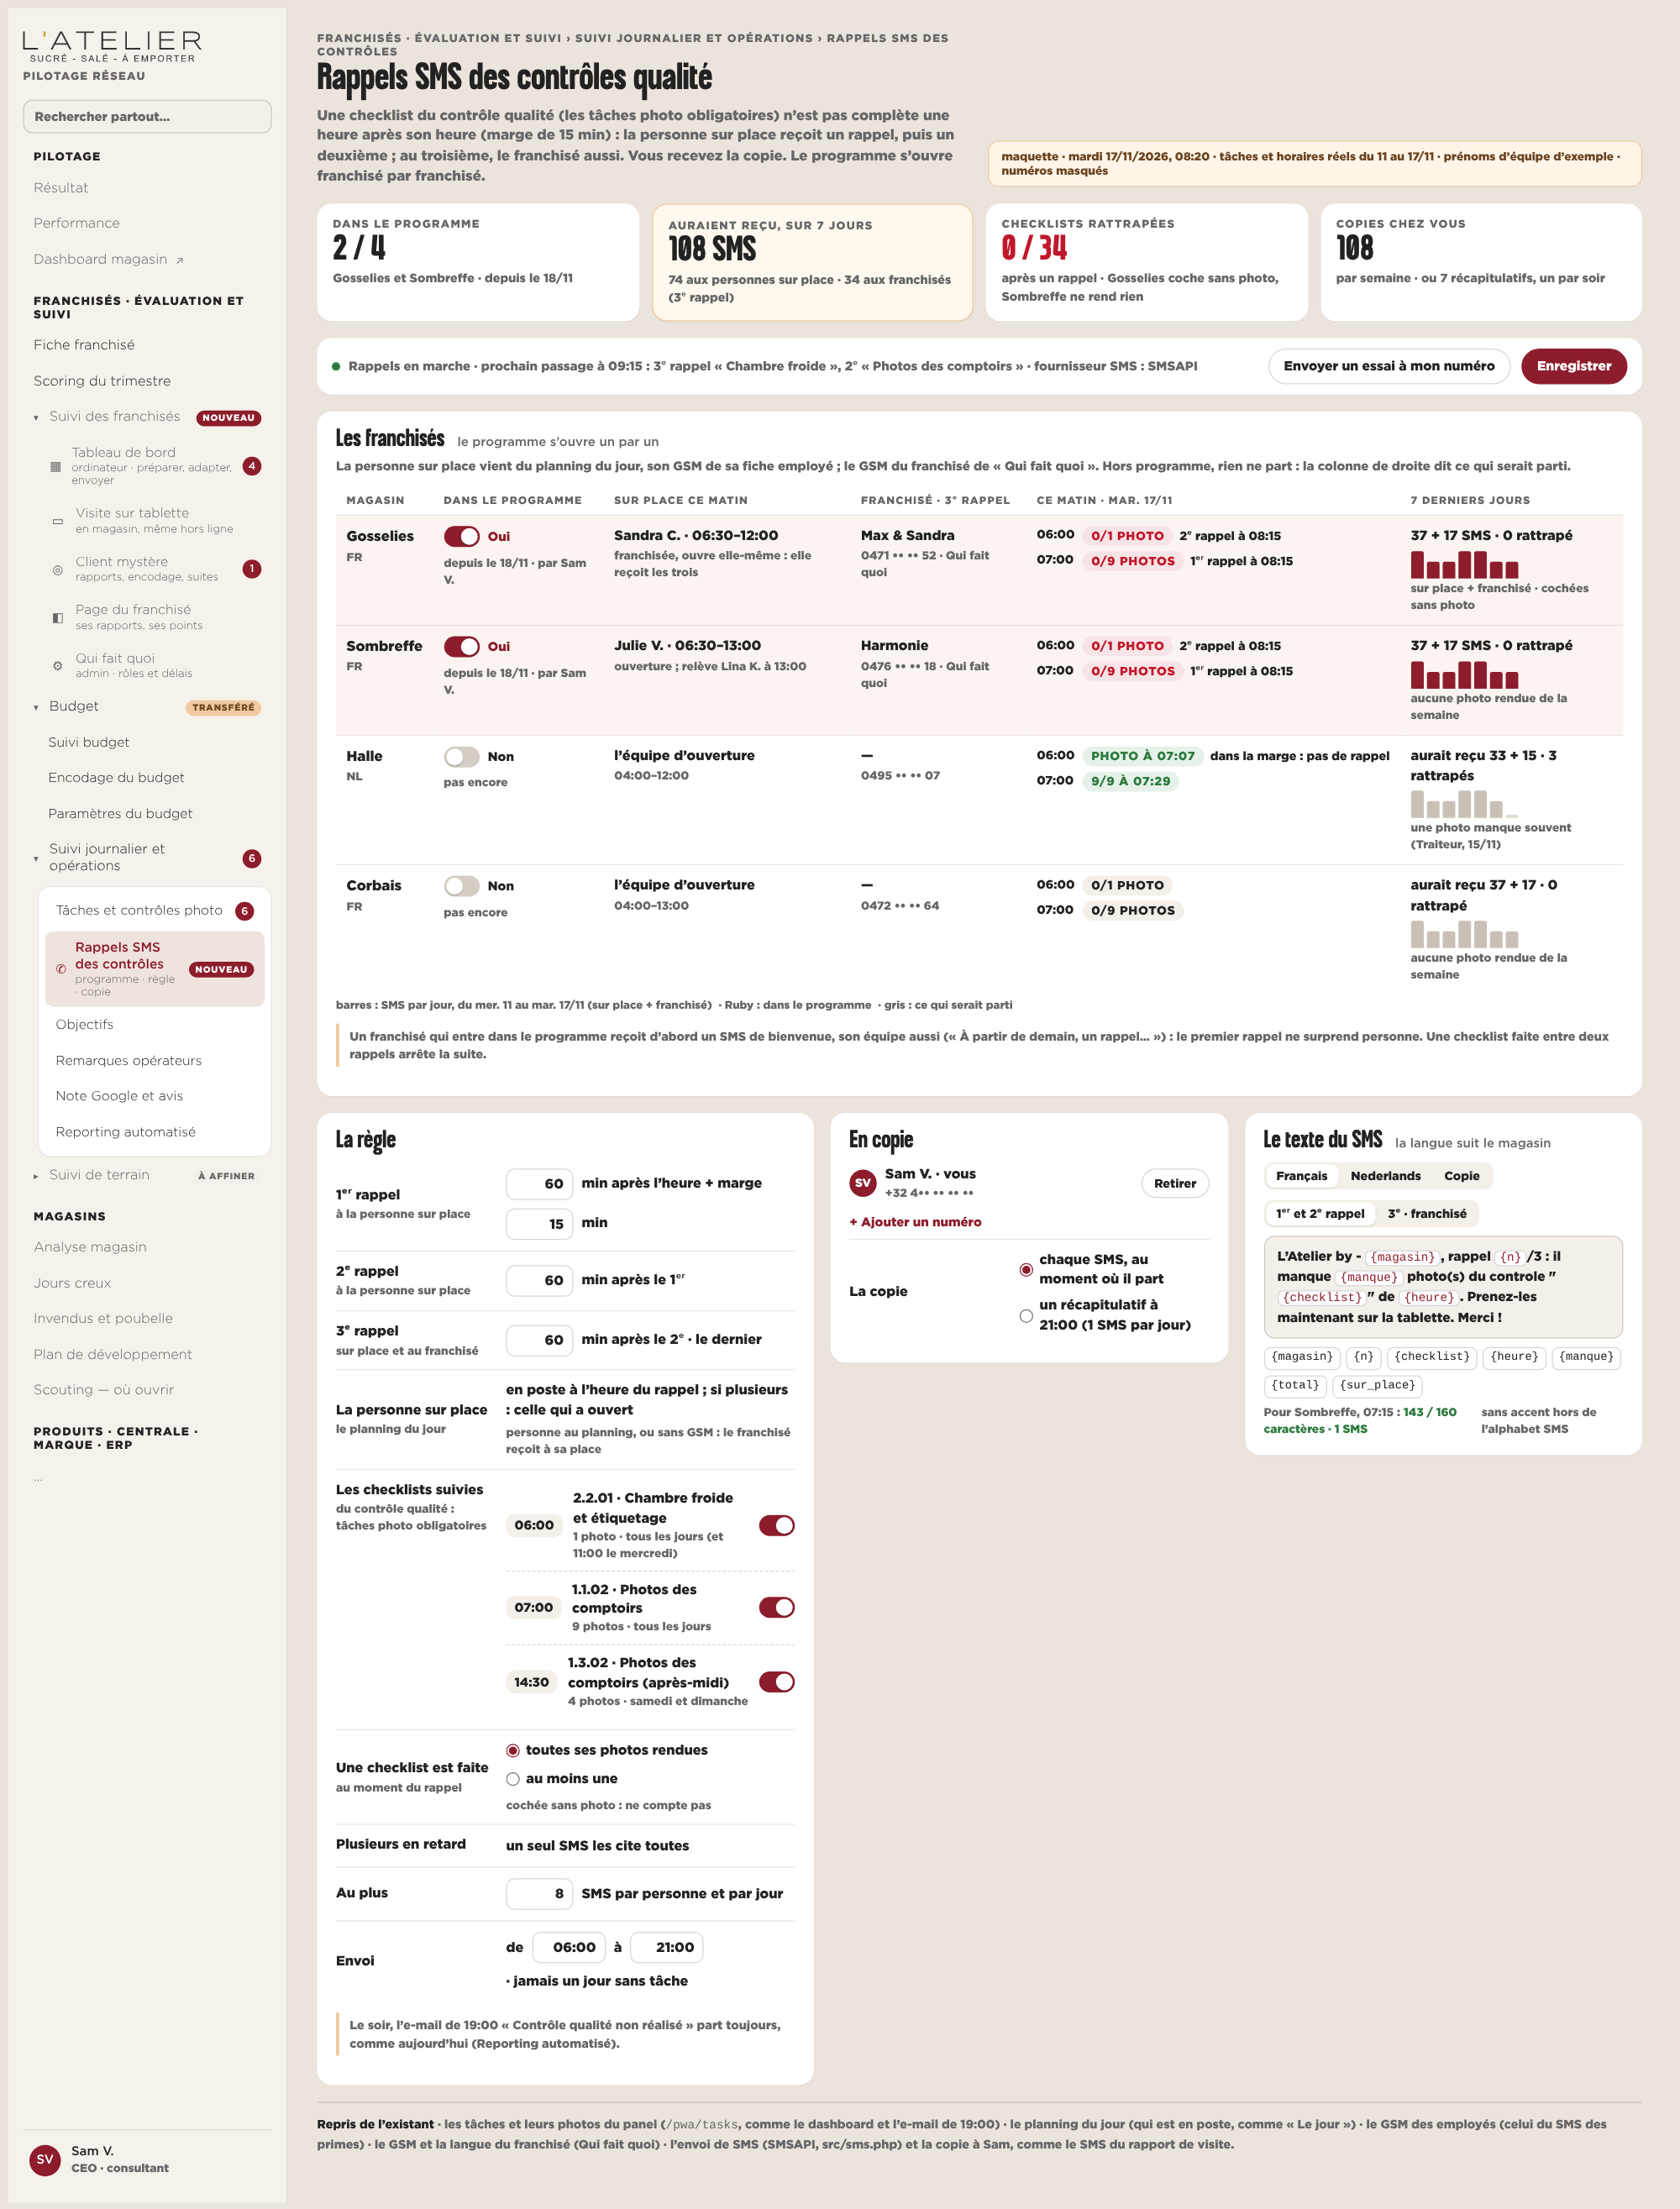 L'ATELIER
SUCRÉ - SALÉ - À EMPORTER
PILOTAGE RÉSEAU
Rechercher partout…
PILOTAGE
Résultat
Performance
Dashboard magasin ↗
FRANCHISÉS · ÉVALUATION ET
SUIVI
Fiche franchisé
Scoring du trimestre
▾ Suivi des franchisés NOUVEAU
Tableau de bord
ordinateur · préparer, adapter,
envoyer
4
Visite sur tablette
en magasin, même hors ligne
Client mystère
rapports, encodage, suites
1
Page du franchisé
ses rapports, ses points
Qui fait quoi
admin · rôles et délais
▾ Budget TRANSFÉRÉ
Suivi budget
Encodage du budget
Paramètres du budget
▾ Suivi journalier et
opérations
6
Tâches et contrôles photo 6
Rappels SMS
des contrôles
programme · règle
· copie
NOUVEAU
Objectifs
Remarques opérateurs
Note Google et avis
Reporting automatisé
▸ Suivi de terrain À AFFINER
MAGASINS
Analyse magasin
Jours creux
Invendus et poubelle
Plan de développement
Scouting — où ouvrir
PRODUITS · CENTRALE ·
MARQUE · ERP
…
SV
Sam V.
CEO · consultant
FRANCHISÉS · ÉVALUATION ET SUIVI › SUIVI JOURNALIER ET OPÉRATIONS › RAPPELS SMS DES
CONTRÔLES
Rappels SMS des contrôles qualité
Une checklist du contrôle qualité (les tâches photo obligatoires) n’est pas complète une
heure après son heure (marge de 15 min) : la personne sur place reçoit un rappel, puis un
deuxième ; au troisième, le franchisé aussi. Vous recevez la copie. Le programme s’ouvre
franchisé par franchisé.
maquette · mardi 17/11/2026, 08:20 · tâches et horaires réels du 11 au 17/11 · prénoms d’équipe d’exemple ·
numéros masqués
DANS LE PROGRAMME
2 / 4
Gosselies et Sombreffe · depuis le 18/11
AURAIENT REÇU, SUR 7 JOURS
108 SMS
74 aux personnes sur place · 34 aux franchisés
(3e rappel)
CHECKLISTS RATTRAPÉES
0 / 34
après un rappel · Gosselies coche sans photo,
Sombreffe ne rend rien
COPIES CHEZ VOUS
108
par semaine · ou 7 récapitulatifs, un par soir
Rappels en marche · prochain passage à 09:15 : 3e rappel « Chambre froide », 2e « Photos des comptoirs » · fournisseur SMS : SMSAPI
Envoyer un essai à mon numéro
Enregistrer
Les franchisés le programme s’ouvre un par un
La personne sur place vient du planning du jour, son GSM de sa fiche employé ; le GSM du franchisé de « Qui fait quoi ». Hors programme, rien ne part : la colonne de droite dit ce qui serait parti.
MAGASIN DANS LE PROGRAMME SUR PLACE CE MATIN FRANCHISÉ · 3e RAPPEL CE MATIN · MAR. 17/11 7 DERNIERS JOURS
Gosselies
FR
Oui
depuis le 18/11 · par Sam
V.
Sandra C. · 06:30–12:00
franchisée, ouvre elle-même : elle
reçoit les trois
Max & Sandra
0471 •• •• 52 · Qui fait
quoi
06:00 0/1 PHOTO 2e rappel à 08:15
07:00 0/9 PHOTOS 1er rappel à 08:15
37 + 17 SMS · 0 rattrapé
sur place + franchisé · cochées
sans photo
Sombreffe
FR
Oui
depuis le 18/11 · par Sam
V.
Julie V. · 06:30–13:00
ouverture ; relève Lina K. à 13:00
Harmonie
0476 •• •• 18 · Qui fait
quoi
06:00 0/1 PHOTO 2e rappel à 08:15
07:00 0/9 PHOTOS 1er rappel à 08:15
37 + 17 SMS · 0 rattrapé
aucune photo rendue de la
semaine
Halle
NL
Non
pas encore
l’équipe d’ouverture
04:00–12:00
—
0495 •• •• 07
06:00 PHOTO À 07:07 dans la marge : pas de rappel
07:00 9/9 À 07:29
aurait reçu 33 + 15 · 3
rattrapés
une photo manque souvent
(Traiteur, 15/11)
Corbais
FR
Non
pas encore
l’équipe d’ouverture
04:00–13:00
—
0472 •• •• 64
06:00 0/1 PHOTO
07:00 0/9 PHOTOS
aurait reçu 37 + 17 · 0
rattrapé
aucune photo rendue de la
semaine
barres : SMS par jour, du mer. 11 au mar. 17/11 (sur place + franchisé) · Ruby : dans le programme · gris : ce qui serait parti
Un franchisé qui entre dans le programme reçoit d’abord un SMS de bienvenue, son équipe aussi (« À partir de demain, un rappel… ») : le premier rappel ne surprend personne. Une checklist faite entre deux
rappels arrête la suite.
La règle
1er rappel
à la personne sur place
60 min après l’heure + marge
15 min
2e rappel
à la personne sur place
60 min après le 1er
3e rappel
sur place et au franchisé
60 min après le 2e · le dernier
La personne sur place
le planning du jour
en poste à l’heure du rappel ; si plusieurs
: celle qui a ouvert
personne au planning, ou sans GSM : le franchisé
reçoit à sa place
Les checklists suivies
du contrôle qualité :
tâches photo obligatoires
06:00
2.2.01 · Chambre froide
et étiquetage
1 photo · tous les jours (et
11:00 le mercredi)
07:00
1.1.02 · Photos des
comptoirs
9 photos · tous les jours
14:30
1.3.02 · Photos des
comptoirs (après-midi)
4 photos · samedi et dimanche
Une checklist est faite
au moment du rappel
toutes ses photos rendues
au moins une
cochée sans photo : ne compte pas
Plusieurs en retard
un seul SMS les cite toutes
Au plus
8 SMS par personne et par jour
Envoi
de 06:00 à 21:00
· jamais un jour sans tâche
Le soir, l’e-mail de 19:00 « Contrôle qualité non réalisé » part toujours,
comme aujourd’hui (Reporting automatisé).
En copie
SV
Sam V. · vous
+32 4•• •• •• ••
Retirer
+ Ajouter un numéro
La copie
chaque SMS, au
moment où il part
un récapitulatif à
21:00 (1 SMS par jour)
Le texte du SMS la langue suit le magasin
Français Nederlands Copie
1er et 2e rappel 3e · franchisé
L’Atelier by - {magasin}, rappel {n}/3 : il
manque {manque} photo(s) du controle "
{checklist}" de {heure}. Prenez-les
maintenant sur la tablette. Merci !
{magasin} {n} {checklist} {heure} {manque}
{total} {sur_place}
Pour Sombreffe, 07:15 : 143 / 160
caractères · 1 SMS
sans accent hors de
l’alphabet SMS
Repris de l’existant · les tâches et leurs photos du panel (/pwa/tasks, comme le dashboard et l’e-mail de 19:00) · le planning du jour (qui est en poste, comme « Le jour ») · le GSM des employés (celui du SMS des
primes) · le GSM et la langue du franchisé (Qui fait quoi) · l’envoi de SMS (SMSAPI, src/sms.php) et la copie à Sam, comme le SMS du rapport de visite.